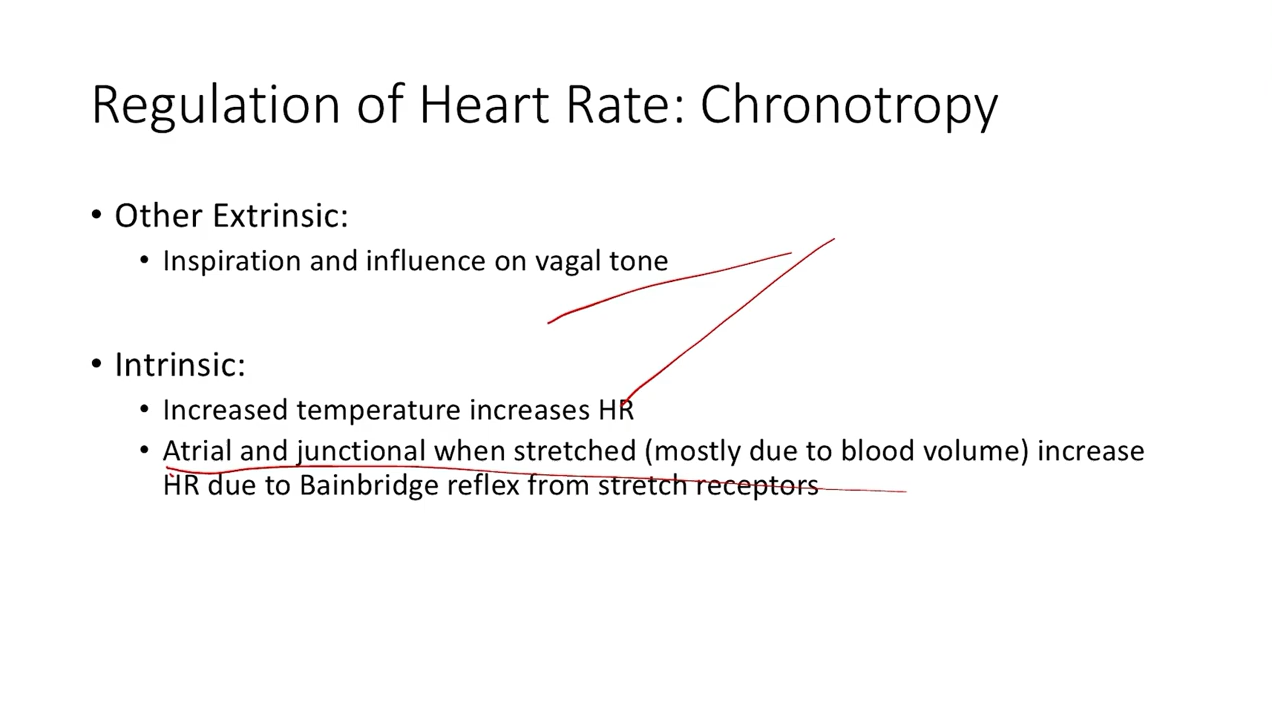 Regulation of Heart Rate: Chronotropy
• Other Extrinsic:
• Inspiration and influence on vagal tone
• Intrinsic:
• Increased temperature increases HR
• Atrial and junctional when stretched (mostly due to blood volume) increase
HR due to Bainbridge reflex from stretch receptors